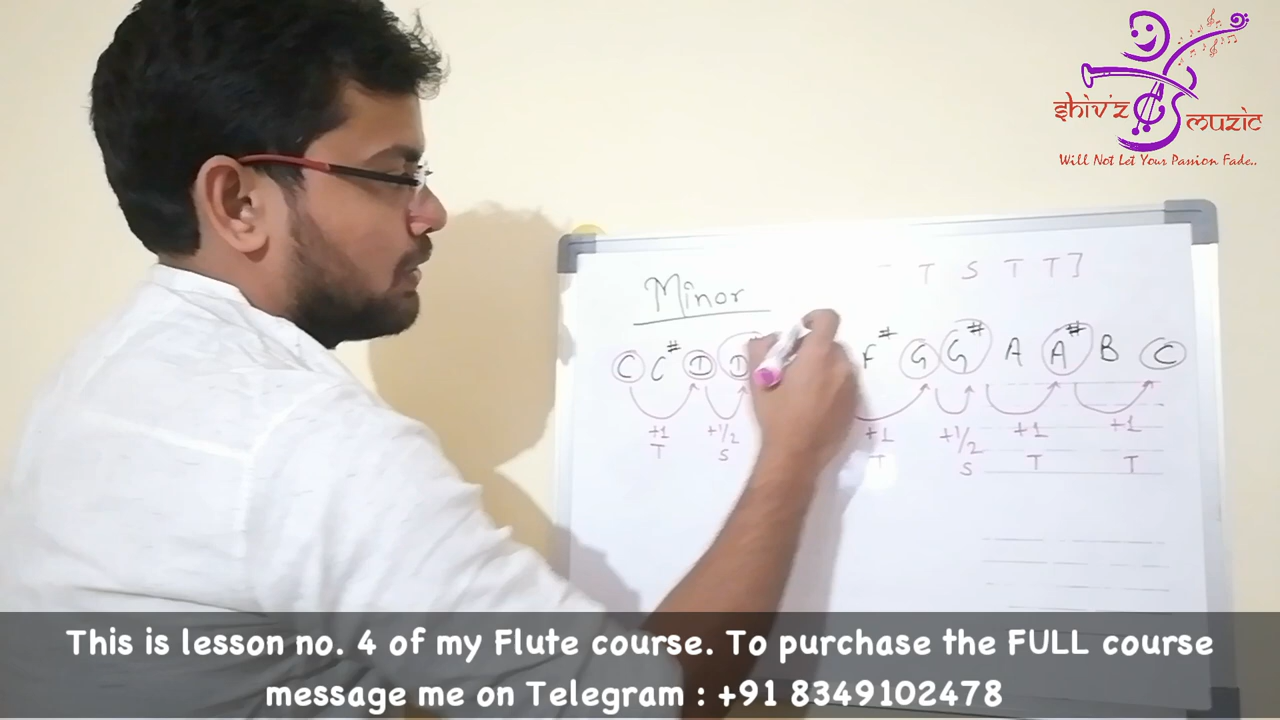 shiv'z muzic
Will Not Let Your Passion Fade..
T S T T ]
Minor
C C# D D F# G G# A A# B C
+1 +1/2 +1 +1/2 +1 +1
T S T S T T
This is lesson no. 4 of my Flute course. To purchase the FULL course
message me on Telegram : +91 8349102478